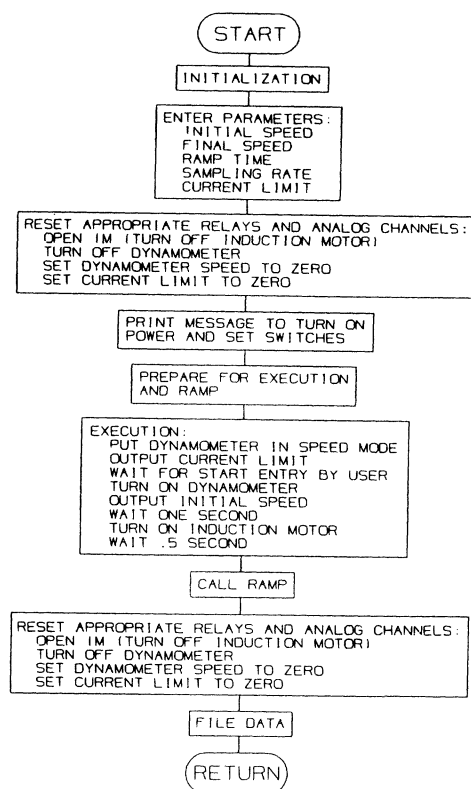 START
INITIALIZATION
ENTER PARAMETERS:
INITIAL SPEED
FINAL SPEED
RAMP TIME
SAMPLING RATE
CURRENT LIMIT
RESET APPROPRIATE RELAYS AND ANALOG CHANNELS:
OPEN 1M (TURN OFF INDUCTION MOTOR)
TURN OFF DYNAMOMETER
SET DYNAMOMETER SPEED TO ZERO
SET CURRENT LIMIT TO ZERO
PRINT MESSAGE TO TURN ON
POWER AND SET SWITCHES
PREPARE FOR EXECUTION
AND RAMP
EXECUTION:
PUT DYNAMOMETER IN SPEED MODE
OUTPUT CURRENT LIMIT
WAIT FOR START ENTRY BY USER
TURN ON DYNAMOMETER
OUTPUT INITIAL SPEED
WAIT ONE SECOND
TURN ON INDUCTION MOTOR
WAIT .5 SECOND
CALL RAMP
RESET APPROPRIATE RELAYS AND ANALOG CHANNELS:
OPEN 1M (TURN OFF INDUCTION MOTOR)
TURN OFF DYNAMOMETER
SET DYNAMOMETER SPEED TO ZERO
SET CURRENT LIMIT TO ZERO
FILE DATA
RETURN